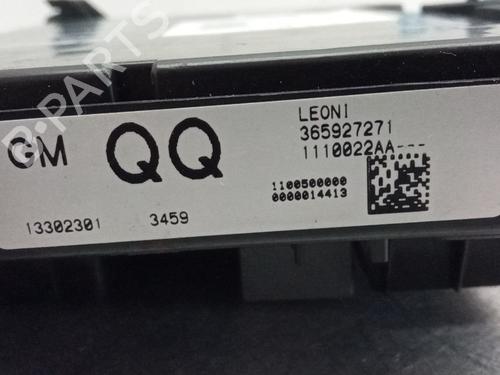 B-PARTS
LEONI
365927271
1110022AA---
GM QQ
1100500000
0000014413
13302301 3459